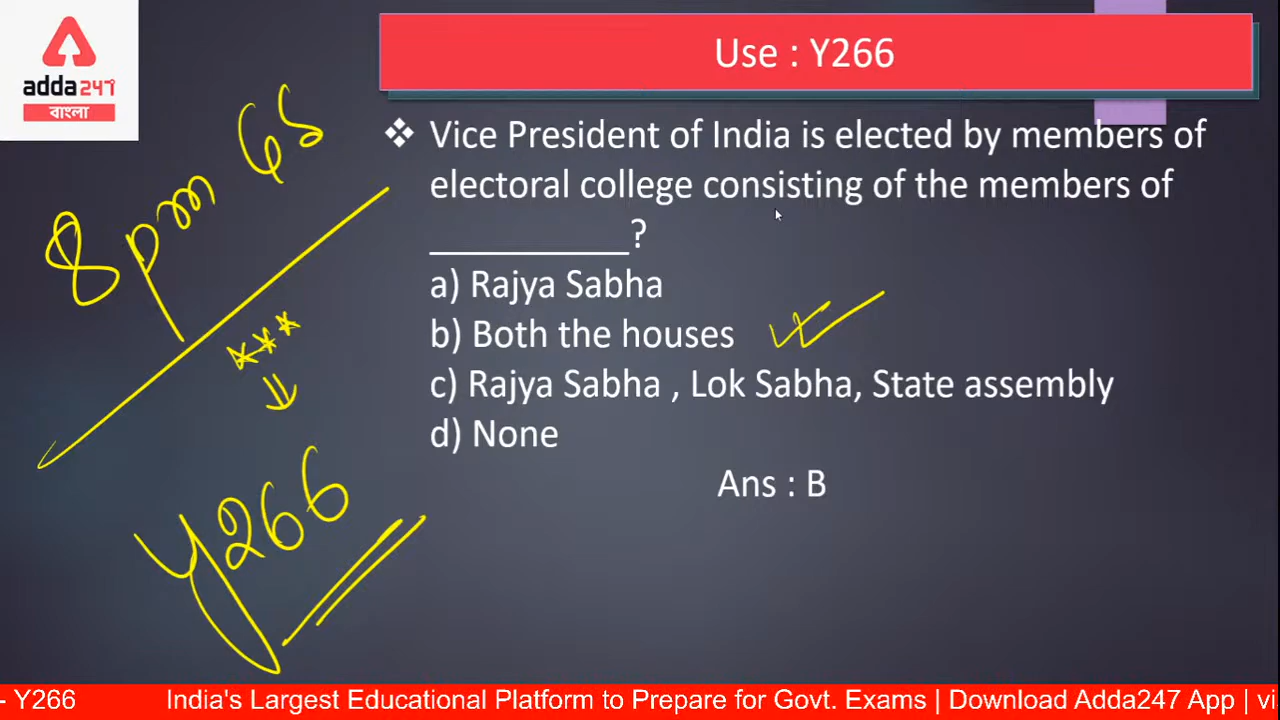 adda247
বাংলা
Use : Y266
❖ Vice President of India is elected by members of
electoral college consisting of the members of
__________?
a) Rajya Sabha
b) Both the houses
c) Rajya Sabha , Lok Sabha, State assembly
d) None
Ans : B
8pm
Y266
- Y266
India's Largest Educational Platform to Prepare for Govt. Exams | Download Adda247 App | vi